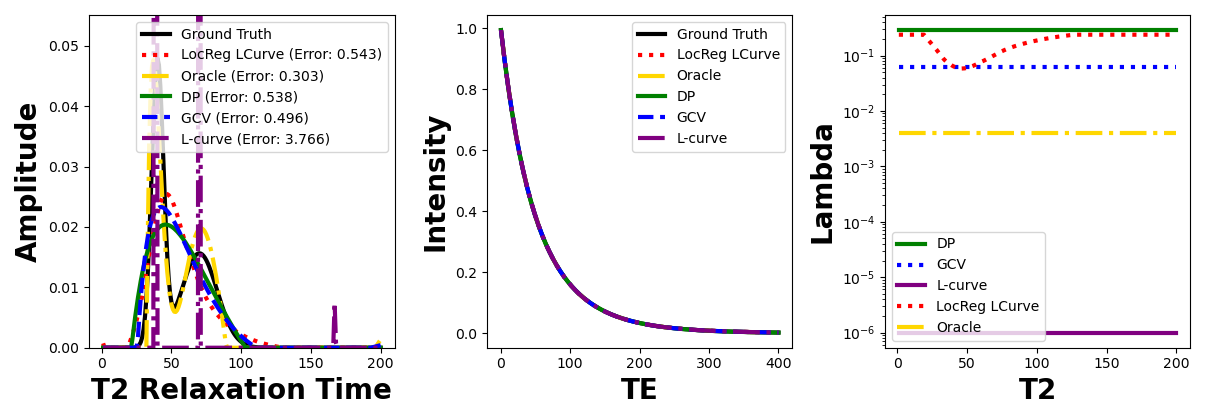 Amplitude
0.05
0.04
0.03
0.02
0.01
0.00
Ground Truth
LocReg LCurve (Error: 0.543)
Oracle (Error: 0.303)
DP (Error: 0.538)
GCV (Error: 0.496)
L-curve (Error: 3.766)
0 50 100 150 200
T2 Relaxation Time
Intensity
1.0
0.8
0.6
0.4
0.2
0.0
Ground Truth
LocReg LCurve
Oracle
DP
GCV
L-curve
0 100 200 300 400
TE
Lambda
10⁻¹
10⁻²
10⁻³
10⁻⁴
10⁻⁵
10⁻⁶
DP
GCV
L-curve
LocReg LCurve
Oracle
0 50 100 150 200
T2